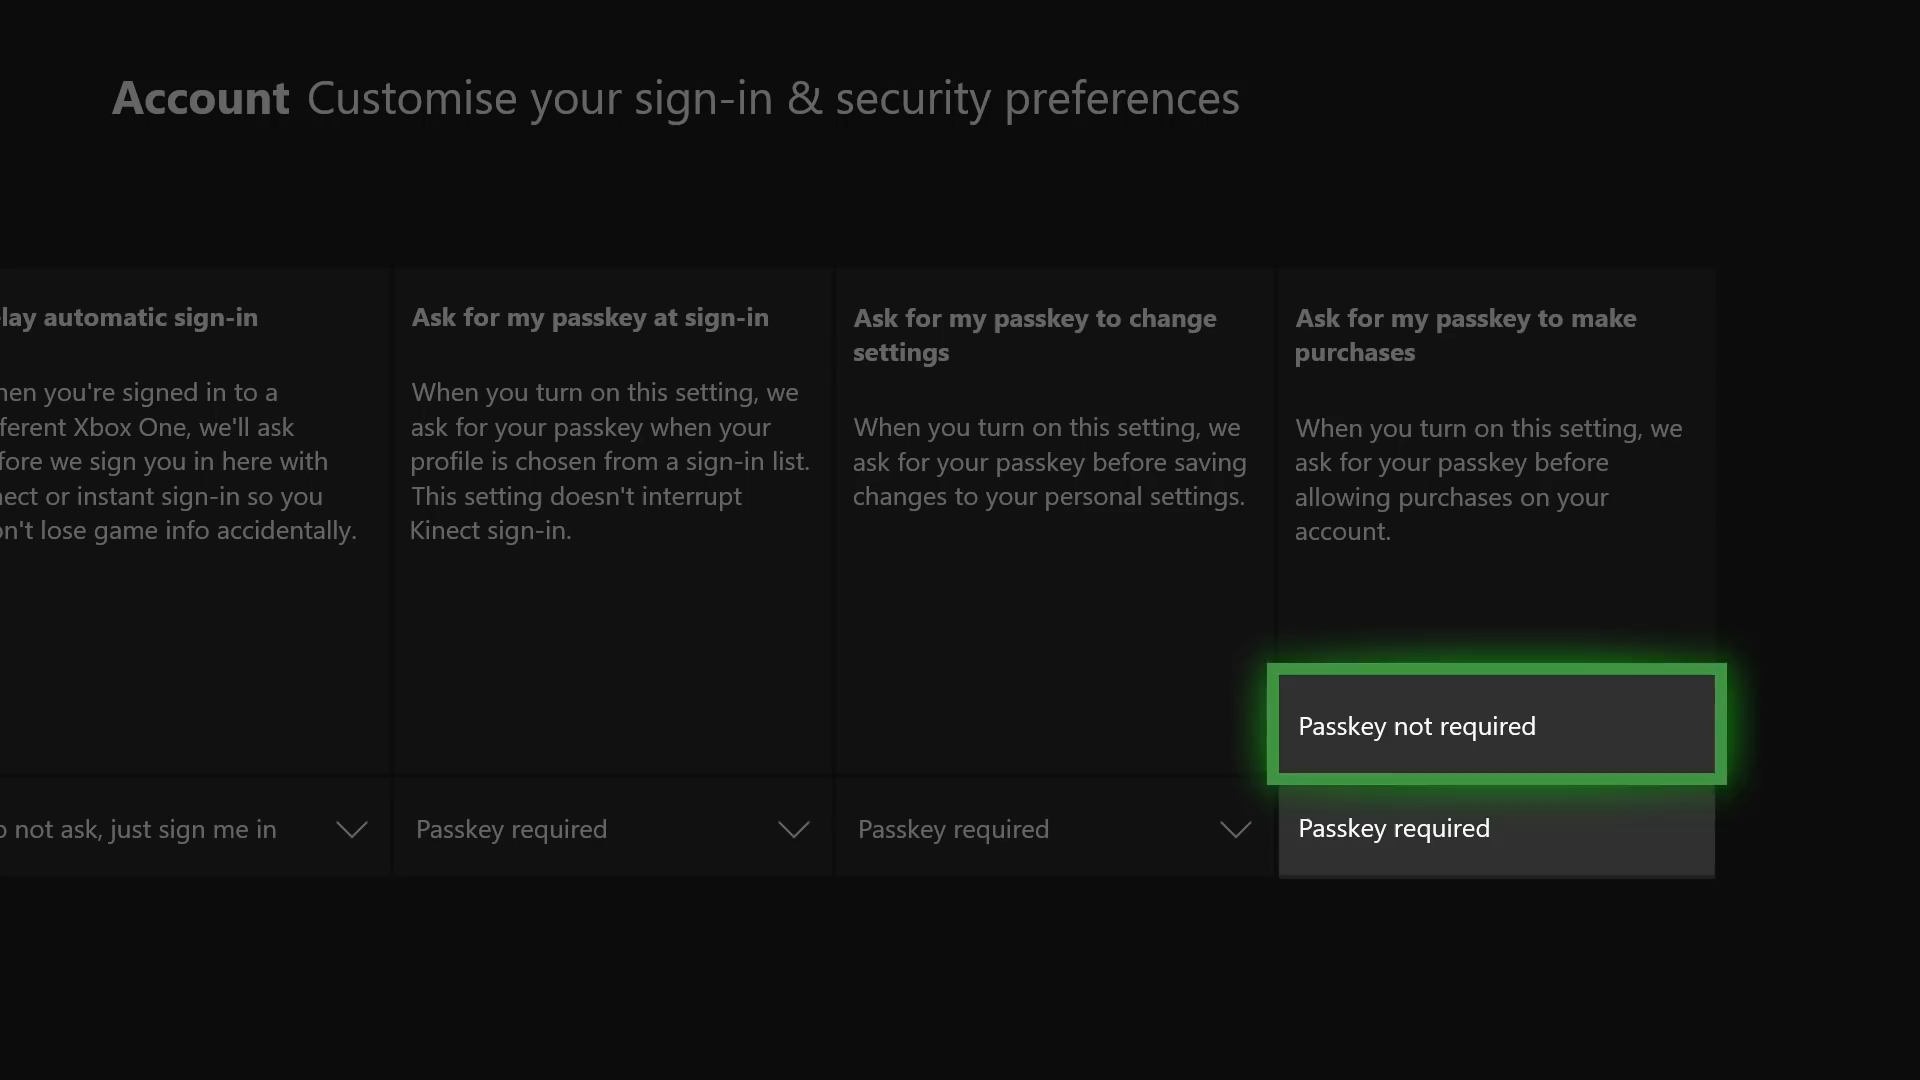 Account Customise your sign-in & security preferences
automatic sign-in
you're signed in to a
Xbox One, we'll ask
we sign you in here with
or instant sign-in so you
lose game info accidentally.
not ask, just sign me in
Ask for my passkey at sign-in
When you turn on this setting, we
ask for your passkey when your
profile is chosen from a sign-in list.
This setting doesn't interrupt
Kinect sign-in.
Passkey required
Ask for my passkey to change
settings
When you turn on this setting, we
ask for your passkey before saving
changes to your personal settings.
Passkey required
Ask for my passkey to make
purchases
When you turn on this setting, we
ask for your passkey before
allowing purchases on your
account.
Passkey not required
Passkey required